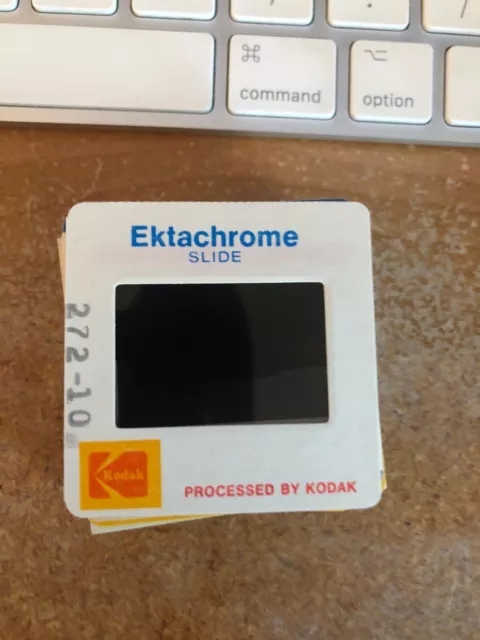 /
⌘
⌥
command
option
Ektachrome
SLIDE
272-10
Kodak
PROCESSED BY KODAK